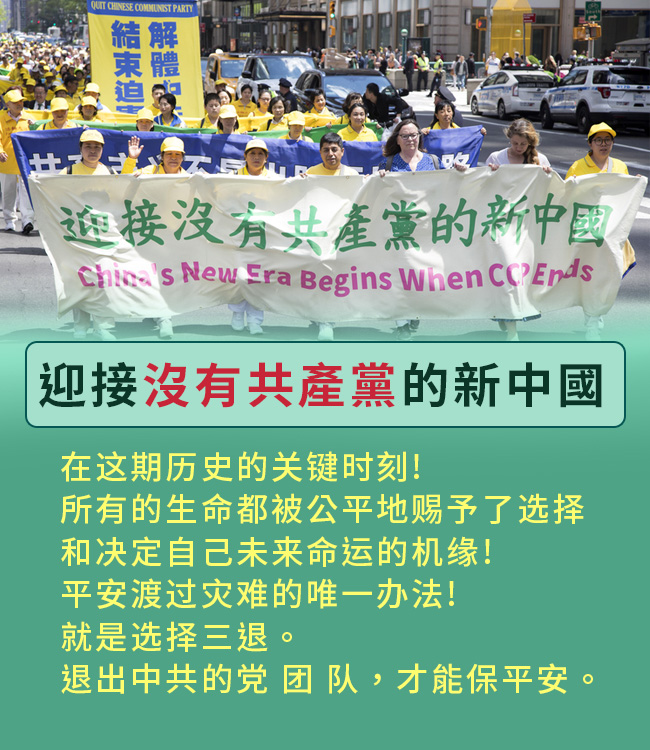 QUIT CHINESE COMMUNIST PARTY
解體
結束迫
迎接沒有共產黨的新中國
China's New Era Begins When CCP Ends
迎接沒有共產黨的新中國
在这期历史的关键时刻!
所有的生命都被公平地赐予了选择
和决定自己未来命运的机缘!
平安渡过灾难的唯一办法!
就是选择三退。
退出中共的党 团 队，才能保平安。